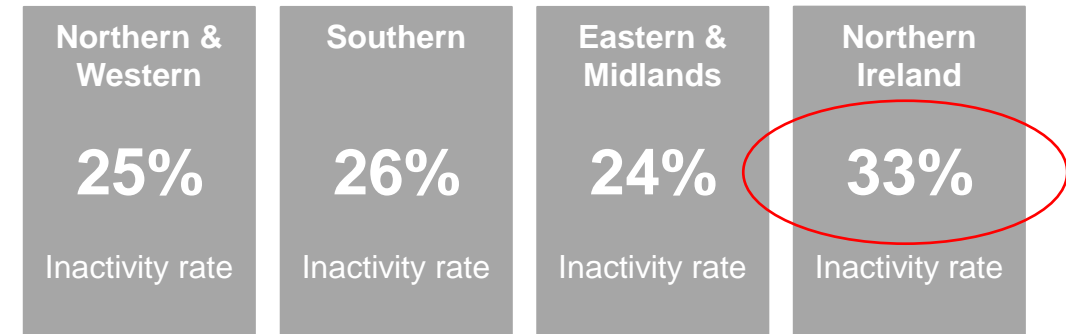 Northern &
Western
25%
Inactivity rate
Southern
26%
Inactivity rate
Eastern &
Midlands
24%
Inactivity rate
Northern
Ireland
33%
Inactivity rate